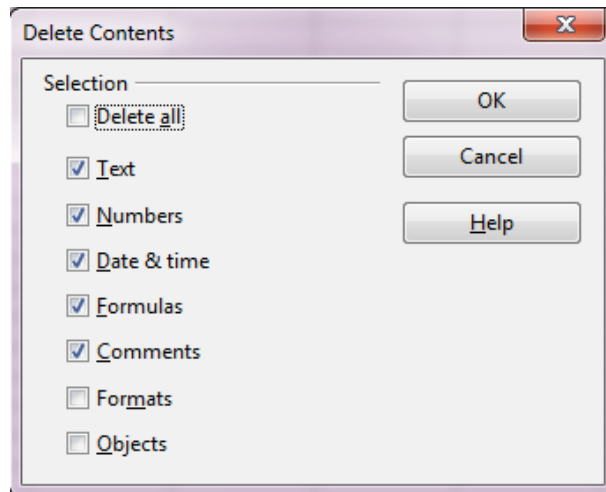 Delete Contents
Selection
Delete all
Text
Numbers
Date & time
Formulas
Comments
Formats
Objects
OK
Cancel
Help